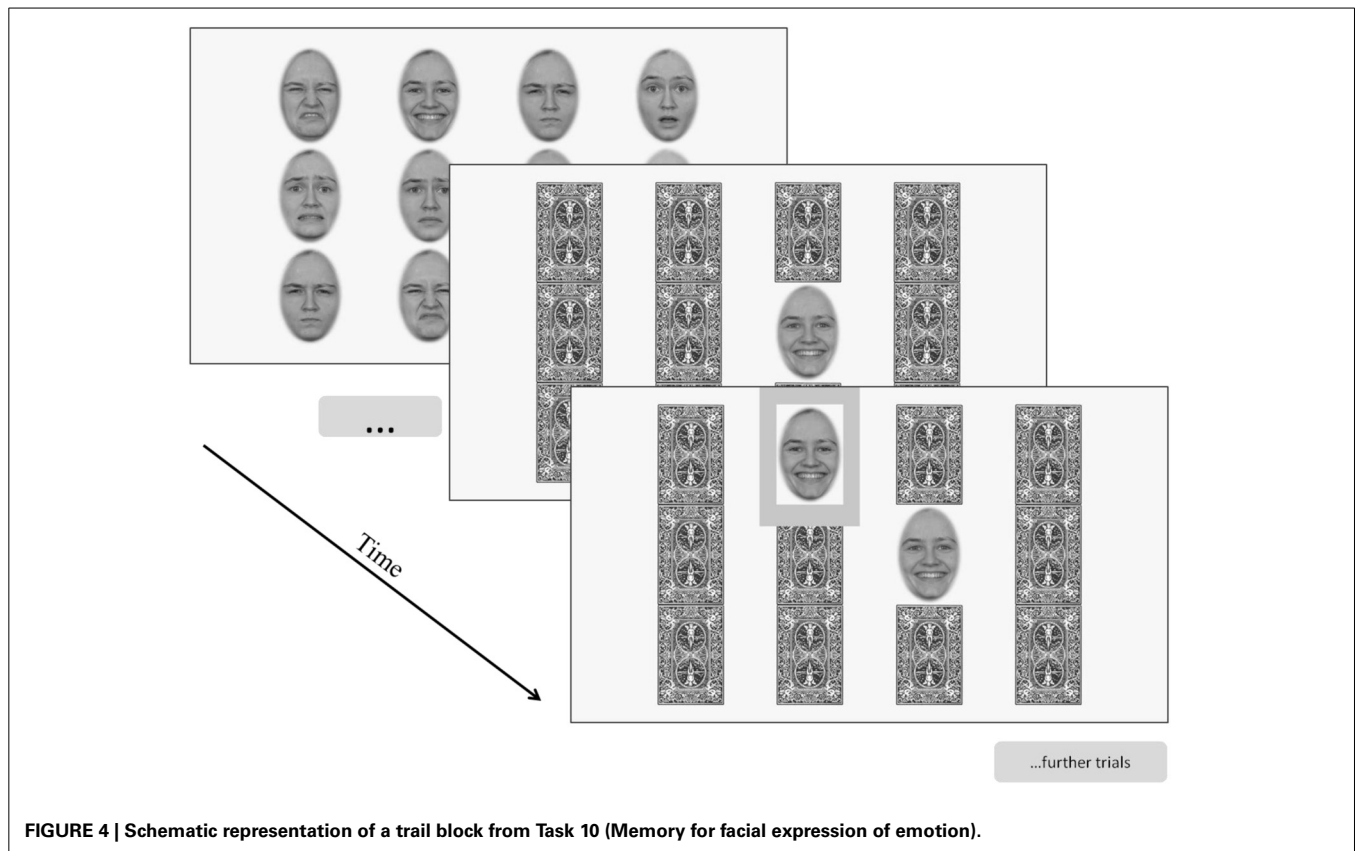 ...
Time
...further trials
FIGURE 4 | Schematic representation of a trail block from Task 10 (Memory for facial expression of emotion).